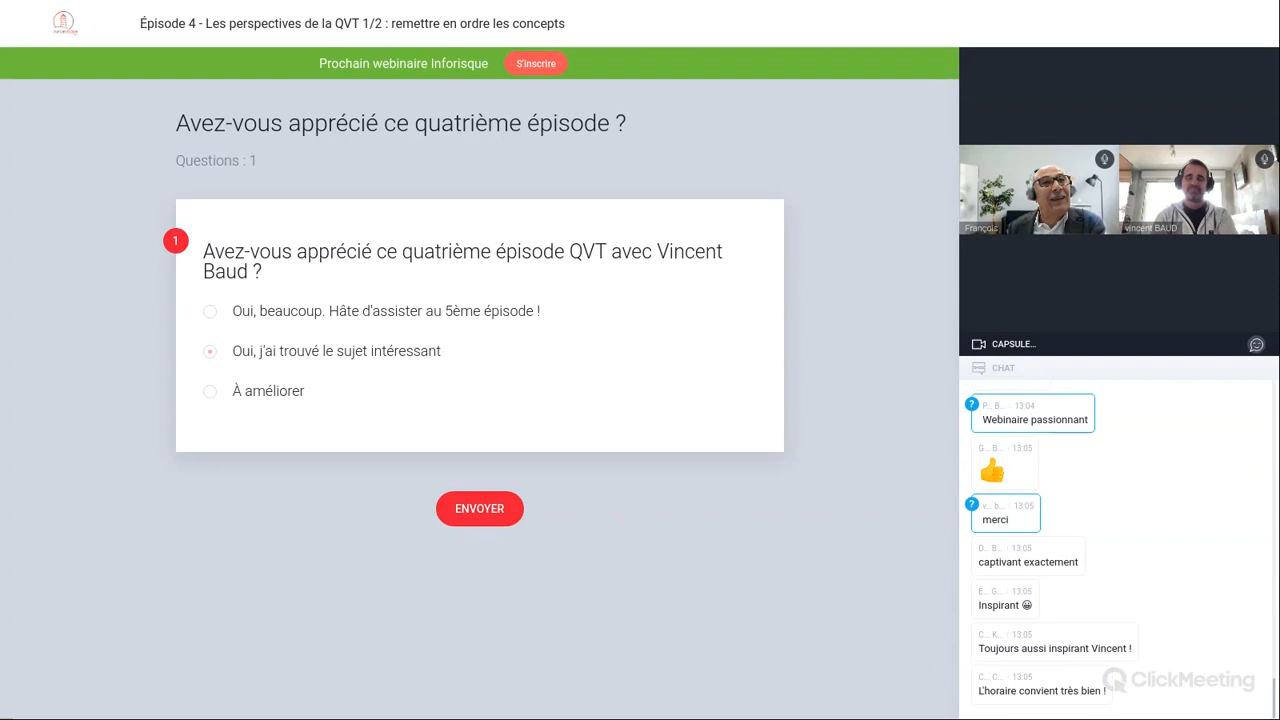 Épisode 4 - Les perspectives de la QVT 1/2 : remettre en ordre les concepts
Prochain webinaire Inforisque
S'inscrire
Avez-vous apprécié ce quatrième épisode ?
Questions : 1
1
Avez-vous apprécié ce quatrième épisode QVT avec Vincent
Baud ?
Oui, beaucoup. Hâte d'assister au 5ème épisode !
Oui, j'ai trouvé le sujet intéressant
À améliorer
ENVOYER
François
vincent BAUD
CAPSULE...
CHAT
?
P... B... 13:04
Webinaire passionnant
G... B... 13:05
?
v... b... 13:05
merci
D... B... 13:05
captivant exactement
E... G... 13:05
Inspirant 😀
C... K... 13:05
Toujours aussi inspirant Vincent !
C... C... 13:05
L'horaire convient très bien !
ClickMeeting